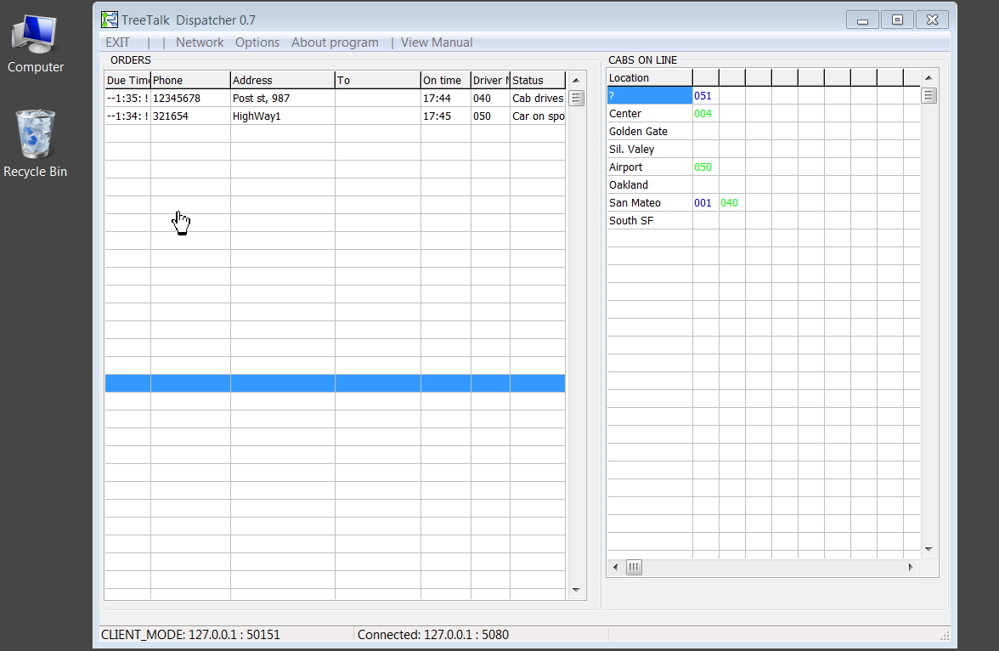 Computer
Recycle Bin
TreeTalk Dispatcher 0.7
EXIT | | Network Options About program | View Manual
ORDERS
Due Time Phone Address To On time Driver N Status
--1:35: ! 12345678 Post st, 987 17:44 040 Cab drives
--1:34: ! 321654 HighWay1 17:45 050 Car on spo
CABS ON LINE
Location
? 051
Center 004
Golden Gate
Sil. Valey
Airport 050
Oakland
San Mateo 001 040
South SF
CLIENT_MODE: 127.0.0.1 : 50151 Connected: 127.0.0.1 : 5080